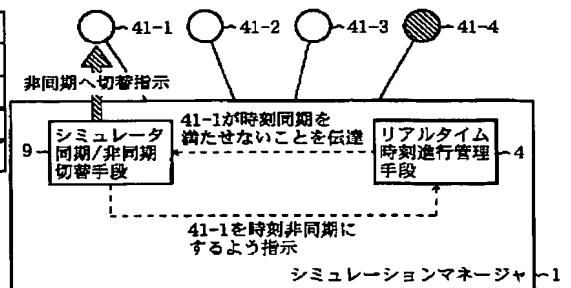 41-1
41-2
41-3
41-4
非同期へ切替指示
41-1が時刻同期を
満たせないことを伝達
9
シミュレータ
同期/非同期
切替手段
リアルタイム
時刻進行管理
手段
4
41-1を時刻非同期に
するよう指示
シミュレーションマネージャ
1